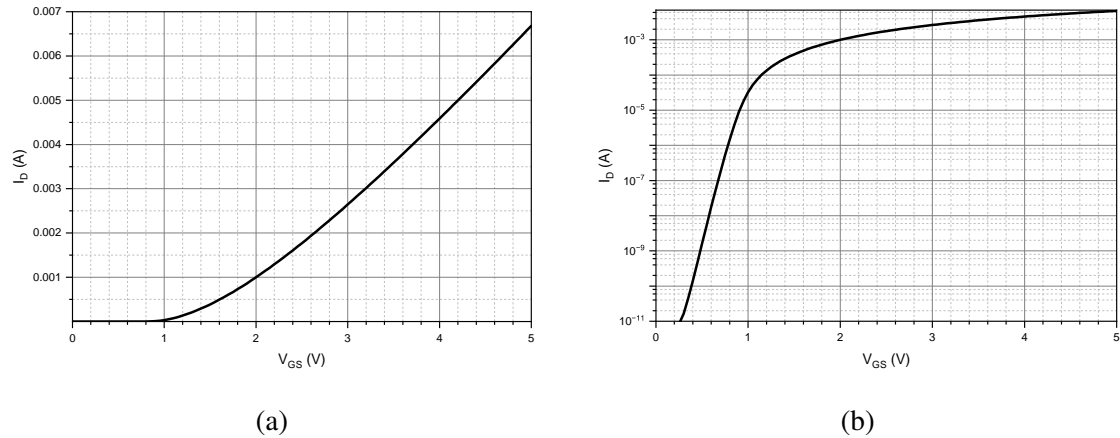 0.007
0.006
0.005
0.004
0.003
0.002
0.001
I_D (A)
0 1 2 3 4 5
V_GS (V)
(a)
10⁻³
10⁻⁵
10⁻⁷
10⁻⁹
10⁻¹¹
I_D (A)
0 1 2 3 4 5
V_GS (V)
(b)